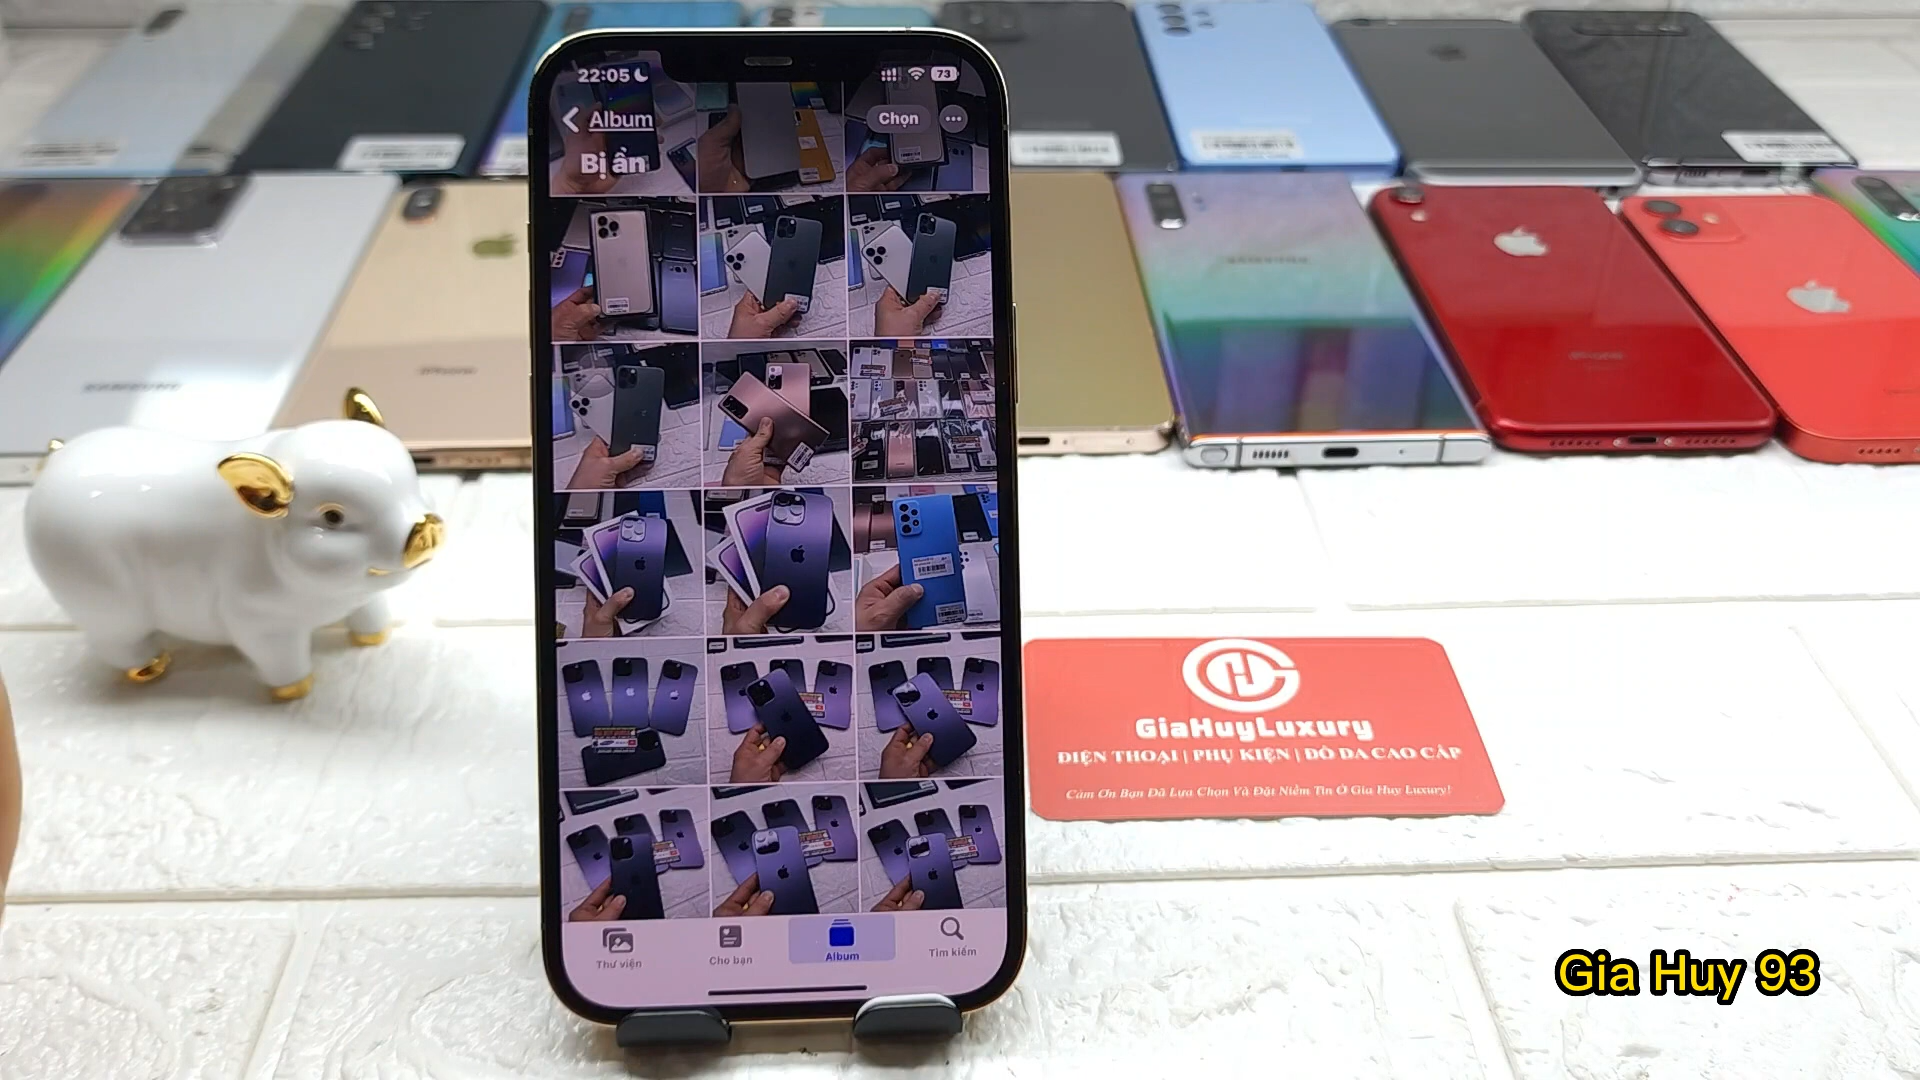 22:05
73
Album
Chọn
Bị ẩn
SAMSUNG
iPhone
GiaHuyLuxury
ĐIỆN THOẠI | PHỤ KIỆN | ĐỒ DA CAO CẤP
Cảm Ơn Bạn Đã Lựa Chọn Và Đặt Niềm Tin Ở Gia Huy Luxury!
Thư viện
Cho bạn
Album
Tìm kiếm
Gia Huy 93